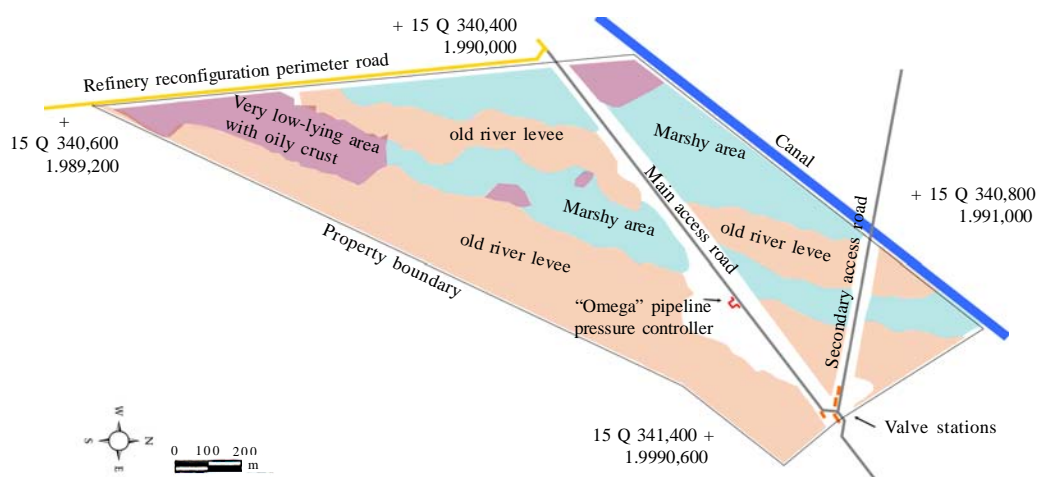 + 15 Q 340,400
1.990,000
Refinery reconfiguration perimeter road
+
15 Q 340,600
1.989,200
Very low-lying area
with oily crust
old river levee
Marshy area
Canal
Main access road
+ 15 Q 340,800
1.991,000
Marshy area
old river levee
old river levee
Property boundary
Secondary access road
“Omega” pipeline
pressure controller
15 Q 341,400 +
1.9990,600
Valve stations
W
S
N
E
0 100 200
m